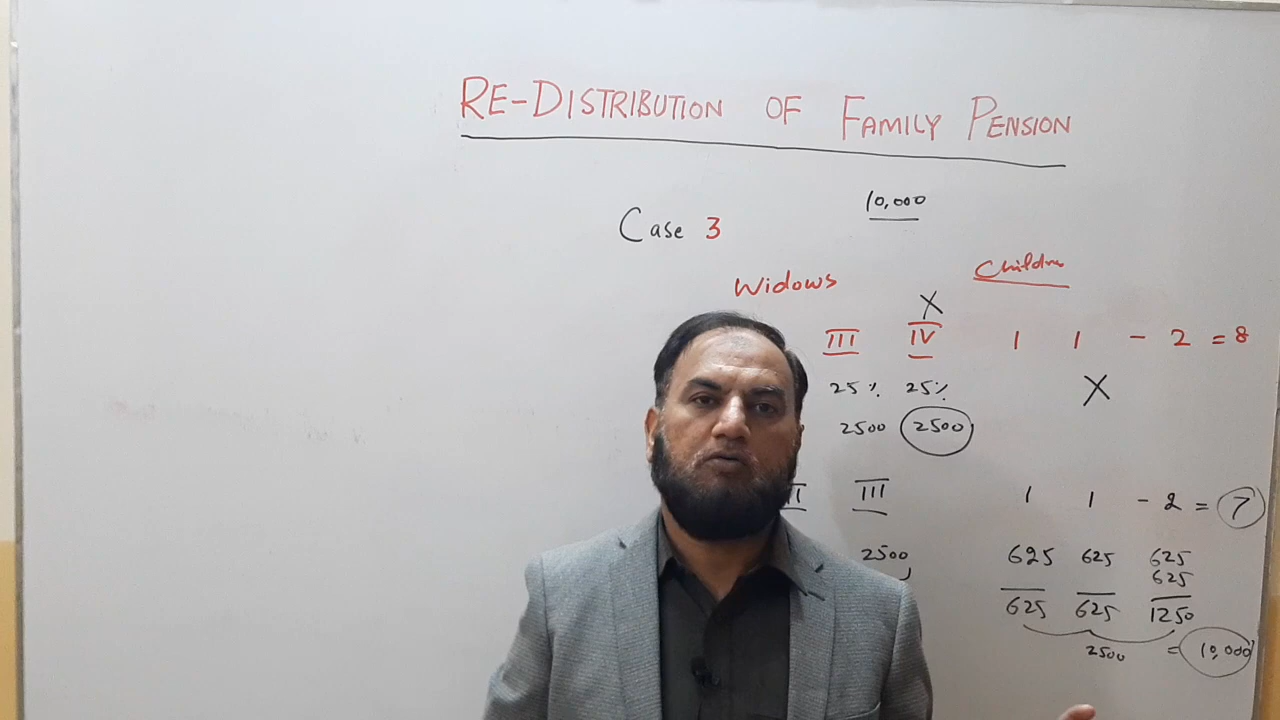 RE-DISTRIBUTION OF FAMILY PENSION
10,000
Case 3
Widows Children
X
III IV 1 1 - 2 = 8
25% 25% X
2500 2500
III 1 1 - 2 = 7
2500 625 625 625
625
625 625 1250
2500 = 10,000